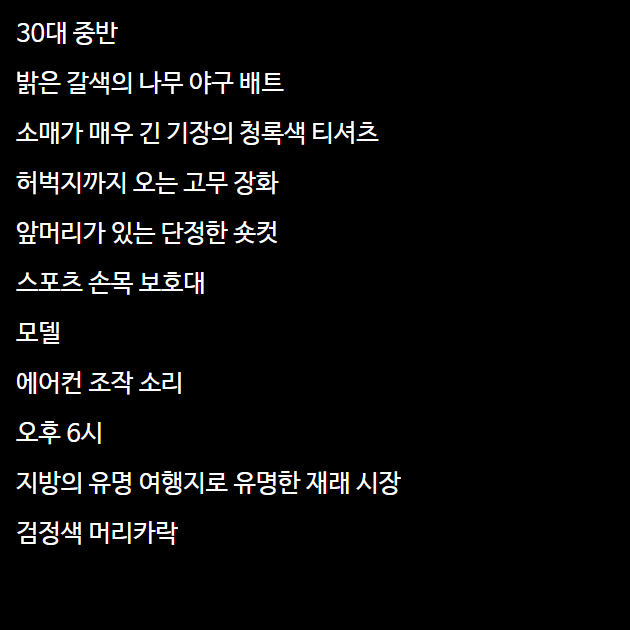 30대 중반
밝은 갈색의 나무 야구 배트
소매가 매우 긴 기장의 청록색 티셔츠
허벅지까지 오는 고무 장화
앞머리가 있는 단정한 숏컷
스포츠 손목 보호대
모델
에어컨 조작 소리
오후 6시
지방의 유명 여행지로 유명한 재래 시장
검정색 머리카락